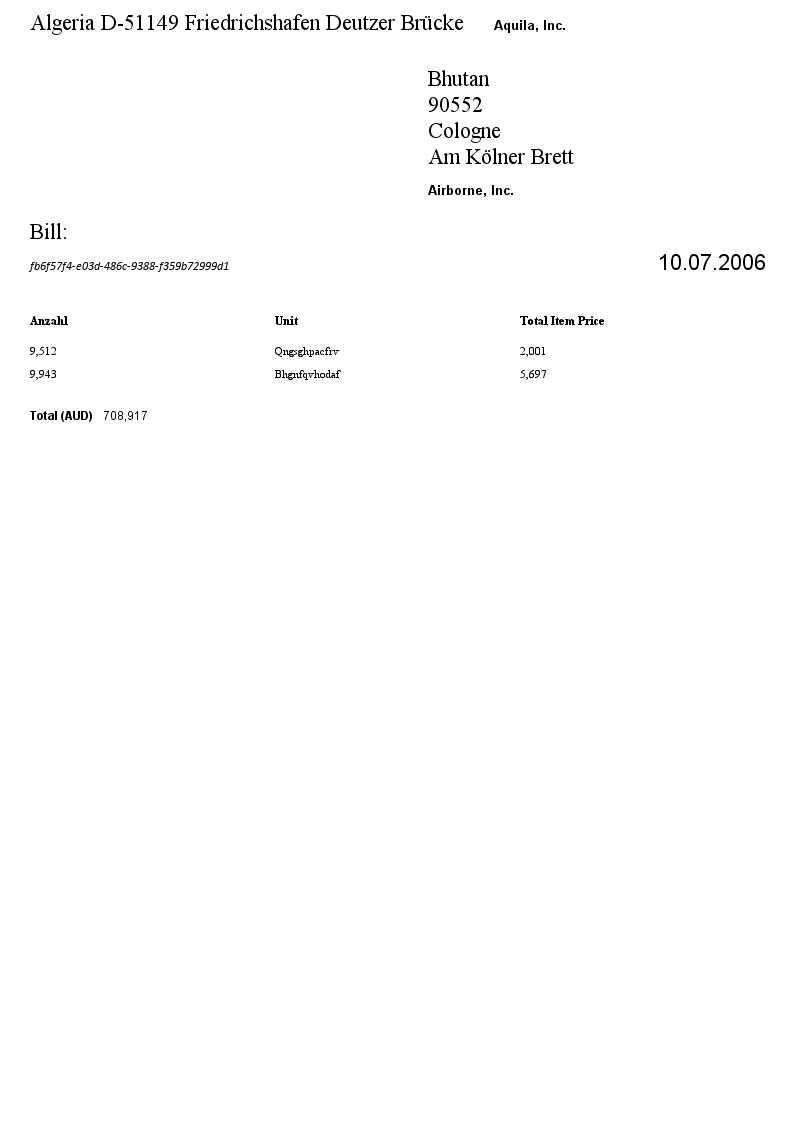 Algeria D-51149 Friedrichshafen Deutzer Brücke Aquila, Inc.
Bhutan
90552
Cologne
Am Kölner Brett
Airborne, Inc.
Bill:
fb6f57f4-e03d-486c-9388-f359b72999d1 10.07.2006
Anzahl Unit Total Item Price
9,512 Qngsghpacfrv 2,001
9,943 Bhgnfqvhodaf 5,697
Total (AUD) 708,917